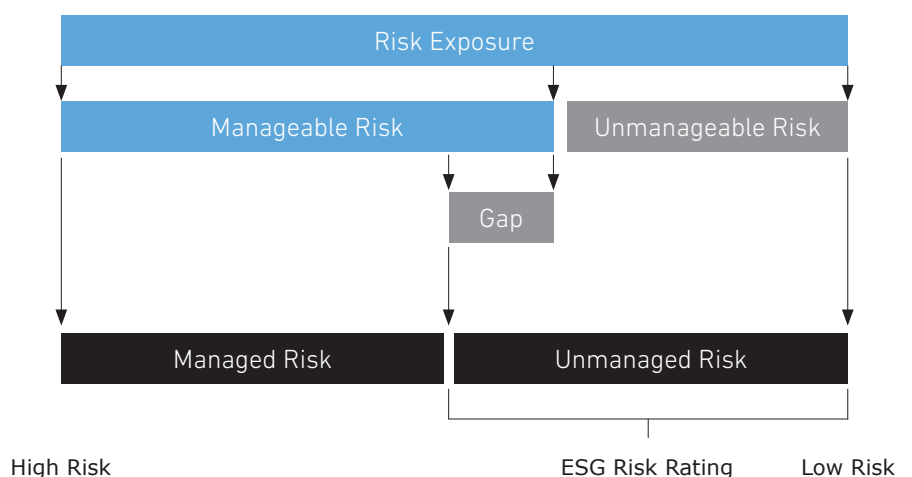 Risk Exposure
Manageable Risk Unmanageable Risk
Gap
Managed Risk Unmanaged Risk
High Risk ESG Risk Rating Low Risk